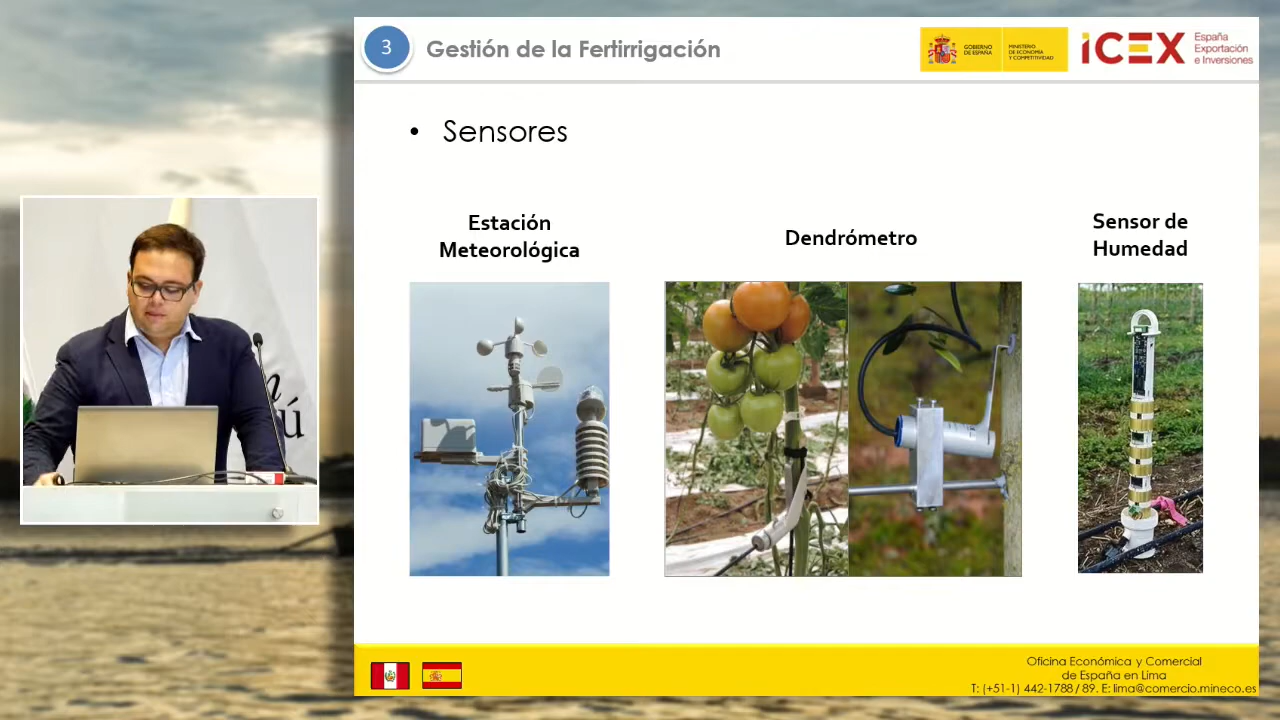 3
Gestión de la Fertirrigación
GOBIERNO
DE ESPAÑA
MINISTERIO
DE ECONOMÍA
Y COMPETITIVIDAD
iCEX
España
Exportación
e Inversiones
• Sensores
Estación
Meteorológica
Dendrómetro
Sensor de
Humedad
Oficina Económica y Comercial
de España en Lima
T: (+51-1) 442-1788 / 89. E: lima@comercio.mineco.es